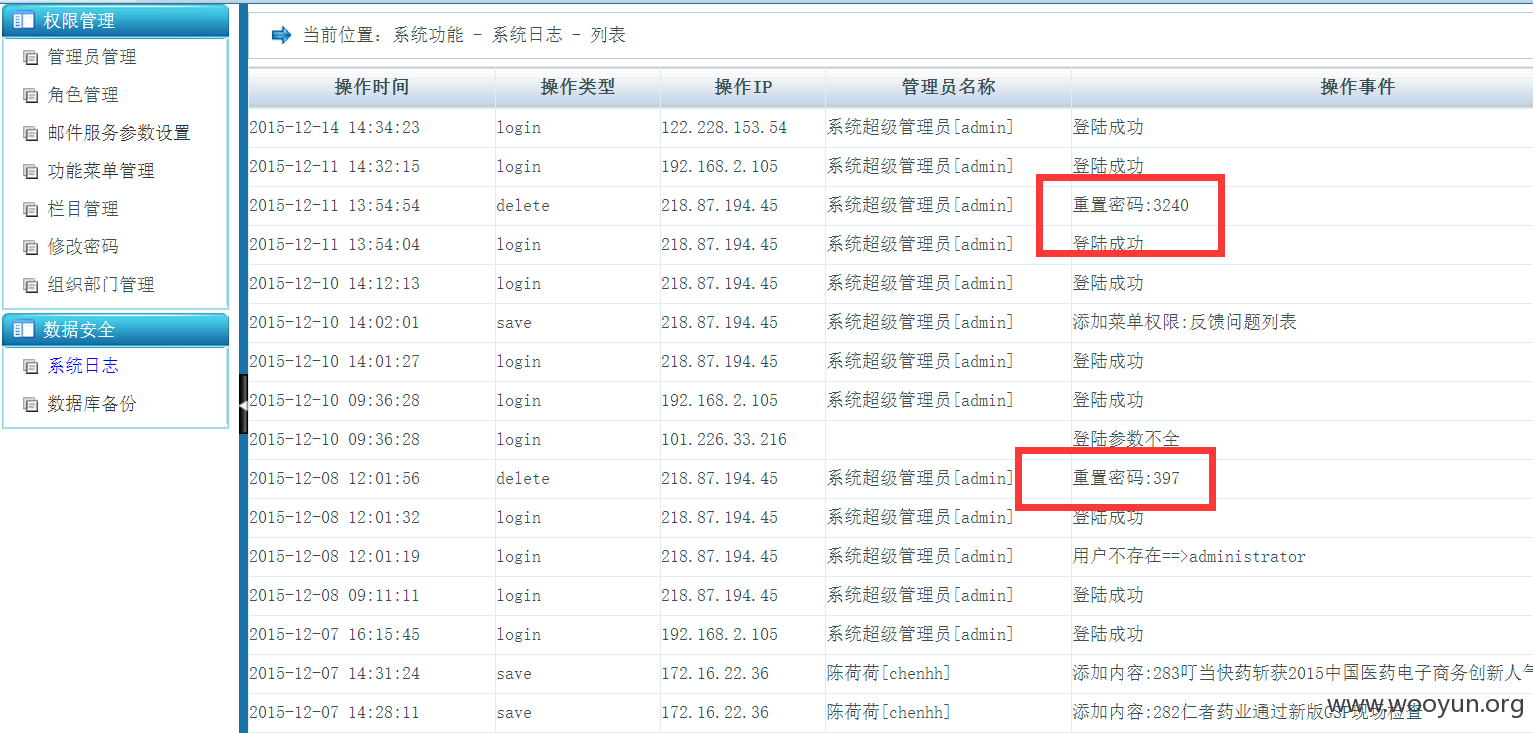 权限管理
管理员管理
角色管理
邮件服务参数设置
功能菜单管理
栏目管理
修改密码
组织部门管理
数据安全
系统日志
数据库备份
当前位置: 系统功能 - 系统日志 - 列表
操作时间 操作类型 操作IP 管理员名称 操作事件
2015-12-14 14:34:23 login 122.228.153.54 系统超级管理员[admin] 登陆成功
2015-12-11 14:32:15 login 192.168.2.105 系统超级管理员[admin] 登陆成功
2015-12-11 13:54:54 delete 218.87.194.45 系统超级管理员[admin] 重置密码:3240
2015-12-11 13:54:04 login 218.87.194.45 系统超级管理员[admin] 登陆成功
2015-12-10 14:12:13 login 218.87.194.45 系统超级管理员[admin] 登陆成功
2015-12-10 14:02:01 save 218.87.194.45 系统超级管理员[admin] 添加菜单权限:反馈问题列表
2015-12-10 14:01:27 login 218.87.194.45 系统超级管理员[admin] 登陆成功
2015-12-10 09:36:28 login 192.168.2.105 系统超级管理员[admin] 登陆成功
2015-12-10 09:36:28 login 101.226.33.216 登陆参数不全
2015-12-08 12:01:56 delete 218.87.194.45 系统超级管理员[admin] 重置密码:397
2015-12-08 12:01:32 login 218.87.194.45 系统超级管理员[admin] 登陆成功
2015-12-08 12:01:19 login 218.87.194.45 系统超级管理员[admin] 用户不存在==>administrator
2015-12-08 09:11:11 login 218.87.194.45 系统超级管理员[admin] 登陆成功
2015-12-07 16:15:45 login 192.168.2.105 系统超级管理员[admin] 登陆成功
2015-12-07 14:31:24 save 172.16.22.36 陈荷荷[chenhh] 添加内容:283叮当快药斩获2015中国医药电子商务创新人气
2015-12-07 14:28:11 save 172.16.22.36 陈荷荷[chenhh] 添加内容:282仁者药业通过新版GSP现场检查
www.wooyun.org